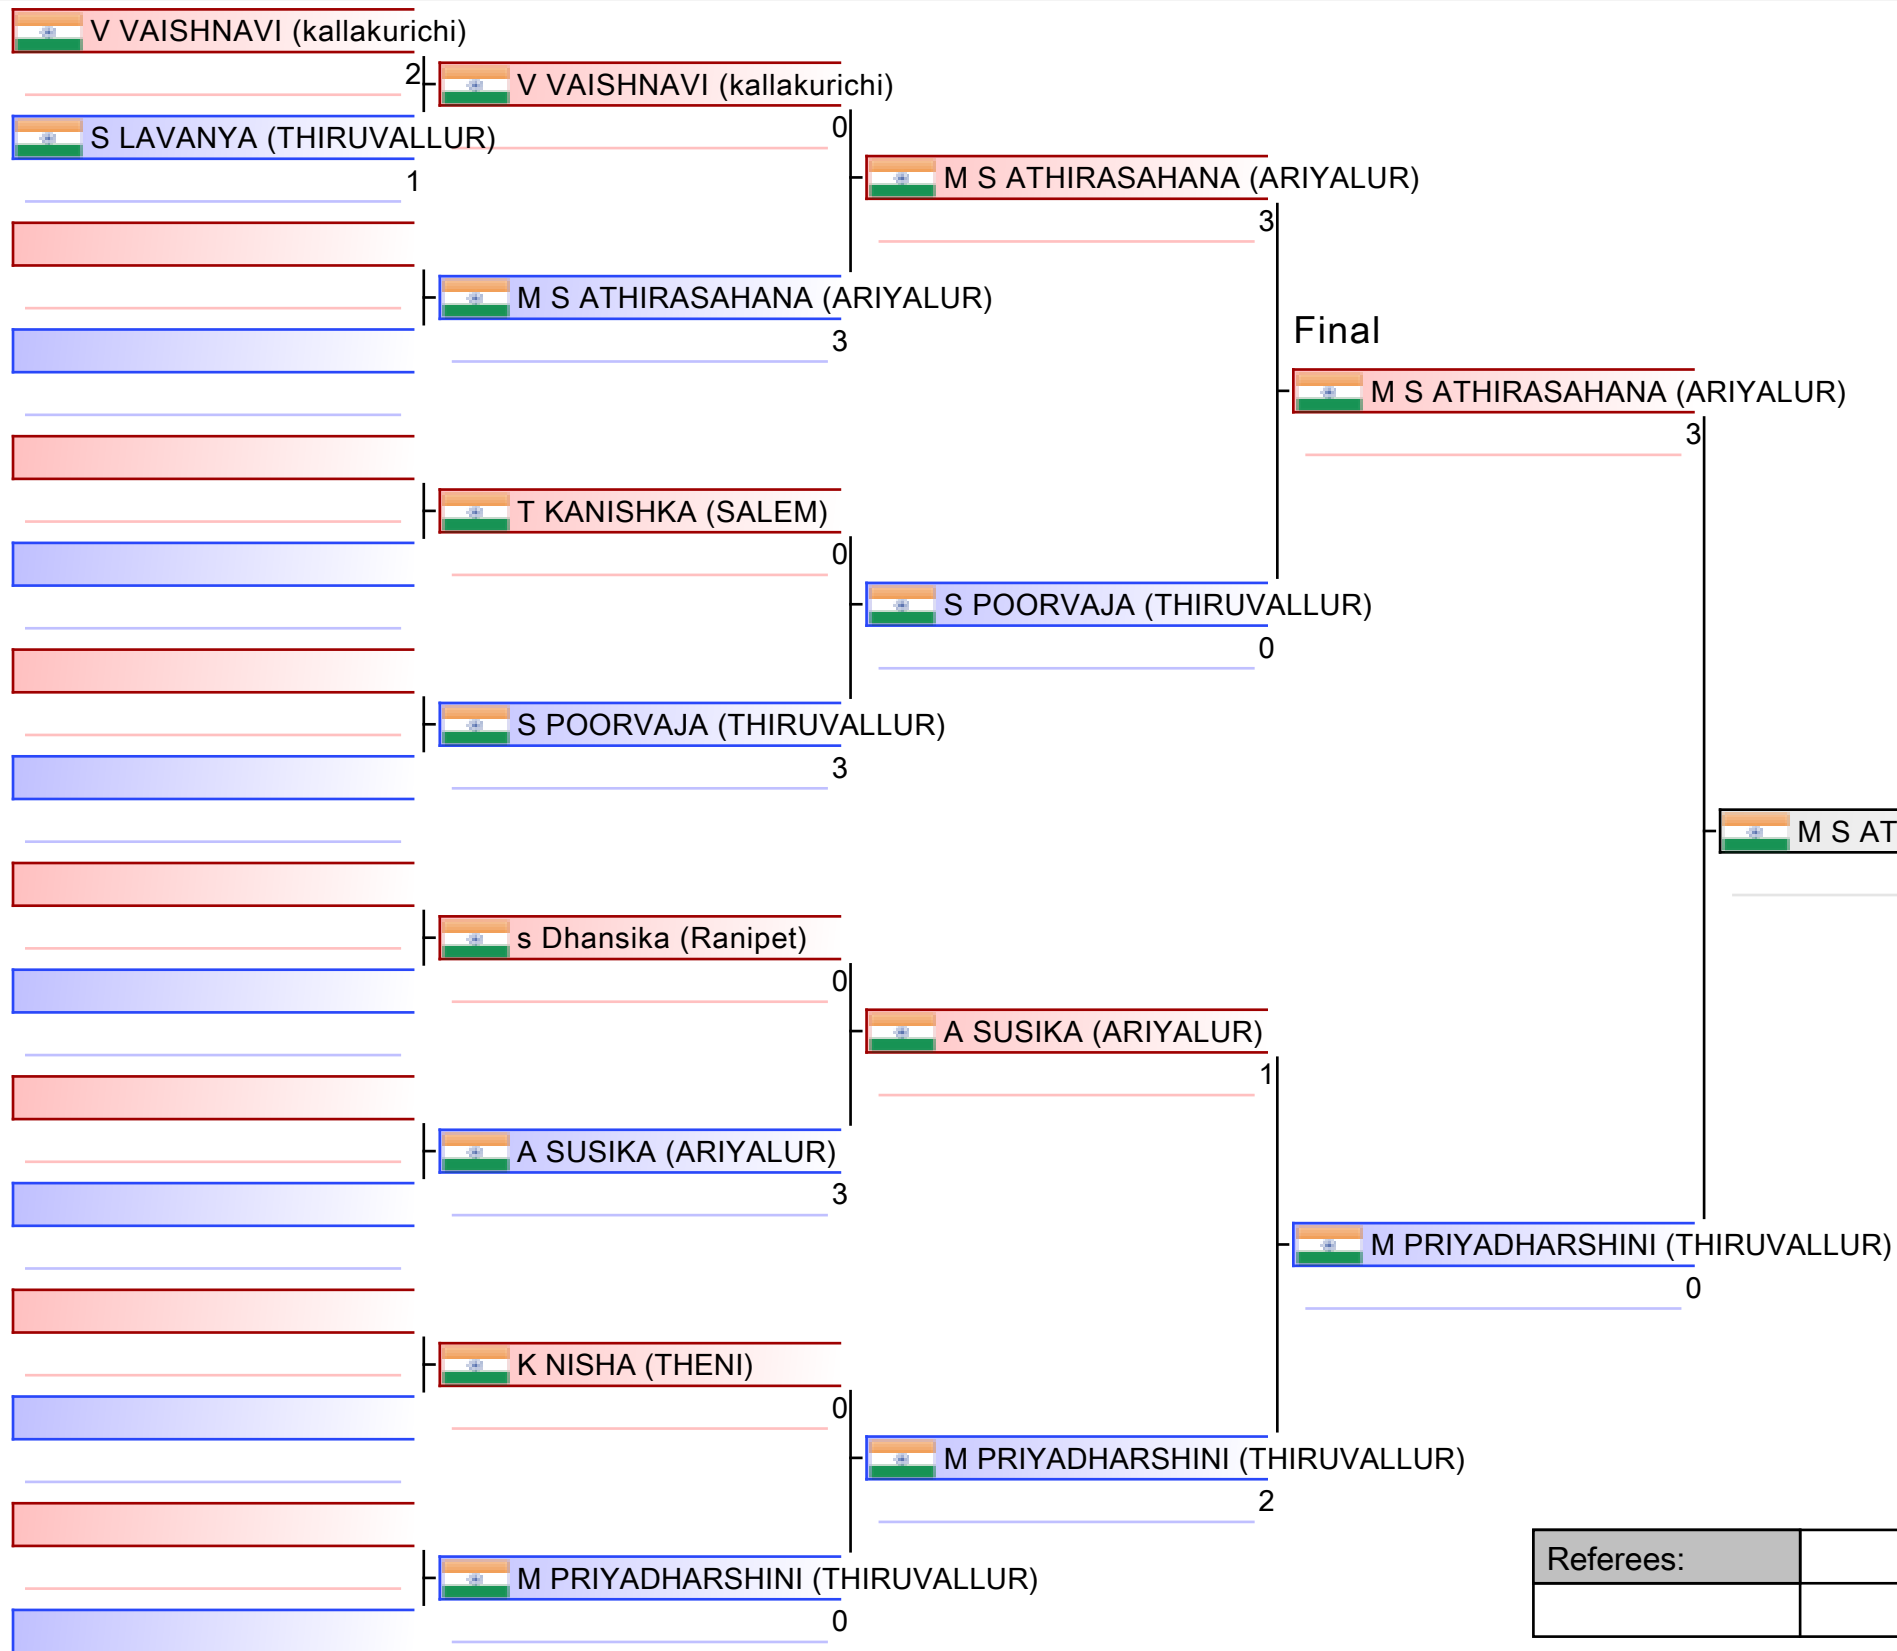 V VAISHNAVI (kallakurichi)
2
V VAISHNAVI (kallakurichi)
0
S LAVANYA (THIRUVALLUR)
1
M S ATHIRASAHANA (ARIYALUR)
3
M S ATHIRASAHANA (ARIYALUR)
3
Final
M S ATHIRASAHANA (ARIYALUR)
3
T KANISHKA (SALEM)
0
S POORVAJA (THIRUVALLUR)
0
S POORVAJA (THIRUVALLUR)
3
M S AT
s Dhansika (Ranipet)
0
A SUSIKA (ARIYALUR)
1
A SUSIKA (ARIYALUR)
3
M PRIYADHARSHINI (THIRUVALLUR)
0
K NISHA (THENI)
0
M PRIYADHARSHINI (THIRUVALLUR)
2
M PRIYADHARSHINI (THIRUVALLUR)
0
Referees: